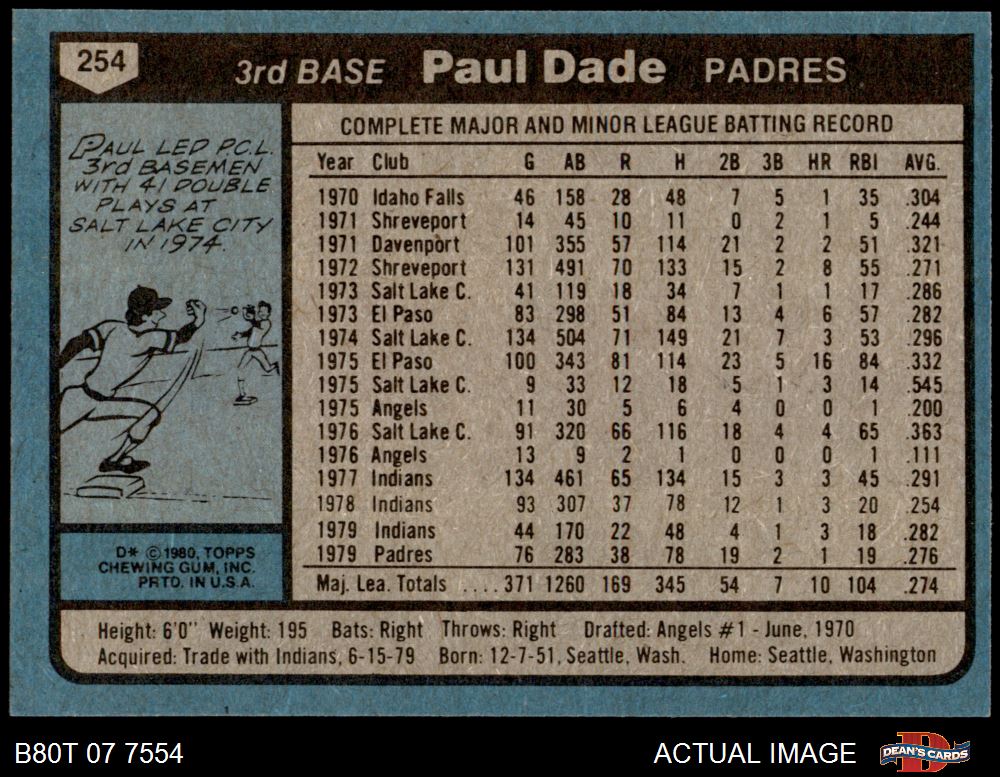 254
3rd BASE Paul Dade PADRES
PAUL LED P.C.L.
3rd BASEMEN
WITH 41 DOUBLE
PLAYS AT
SALT LAKE CITY
IN 1974.
D* © 1980, TOPPS
CHEWING GUM, INC.
PRTD. IN U.S.A.
COMPLETE MAJOR AND MINOR LEAGUE BATTING RECORD
Year Club G AB R H 2B 3B HR RBI AVG.
1970 Idaho Falls 46 158 28 48 7 5 1 35 .304
1971 Shreveport 14 45 10 11 0 2 1 5 .244
1971 Davenport 101 355 57 114 21 2 2 51 .321
1972 Shreveport 131 491 70 133 15 2 8 55 .271
1973 Salt Lake C. 41 119 18 34 7 1 1 17 .286
1973 El Paso 83 298 51 84 13 4 6 57 .282
1974 Salt Lake C. 134 504 71 149 21 7 3 53 .296
1975 El Paso 100 343 81 114 23 5 16 84 .332
1975 Salt Lake C. 9 33 12 18 5 1 3 14 .545
1975 Angels 11 30 5 6 4 0 0 1 .200
1976 Salt Lake C. 91 320 66 116 18 4 4 65 .363
1976 Angels 13 9 2 1 0 0 0 1 .111
1977 Indians 134 461 65 134 15 3 3 45 .291
1978 Indians 93 307 37 78 12 1 3 20 .254
1979 Indians 44 170 22 48 4 1 3 18 .282
1979 Padres 76 283 38 78 19 2 1 19 .276
Maj. Lea. Totals ....371 1260 169 345 54 7 10 104 .274
Height: 6'0" Weight: 195 Bats: Right Throws: Right Drafted: Angels #1 - June, 1970
Acquired: Trade with Indians, 6-15-79 Born: 12-7-51, Seattle, Wash. Home: Seattle, Washington
B80T 07 7554
ACTUAL IMAGE
DEAN'S CARDS